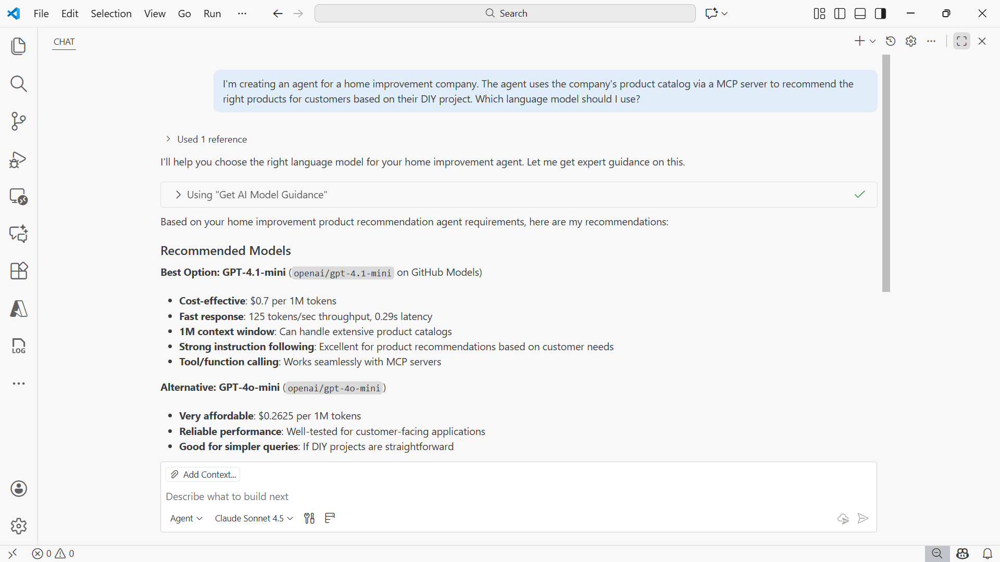 File Edit Selection View Go Run ··· Search
CHAT
I'm creating an agent for a home improvement company. The agent uses the company's product catalog via a MCP server to recommend the
right products for customers based on their DIY project. Which language model should I use?
Used 1 reference
I'll help you choose the right language model for your home improvement agent. Let me get expert guidance on this.
Using "Get AI Model Guidance"
Based on your home improvement product recommendation agent requirements, here are my recommendations:
Recommended Models
Best Option: GPT-4.1-mini (openai/gpt-4.1-mini on GitHub Models)
• Cost-effective: $0.7 per 1M tokens
• Fast response: 125 tokens/sec throughput, 0.29s latency
• 1M context window: Can handle extensive product catalogs
• Strong instruction following: Excellent for product recommendations based on customer needs
• Tool/function calling: Works seamlessly with MCP servers
LOG
Alternative: GPT-4o-mini (openai/gpt-4o-mini)
• Very affordable: $0.2625 per 1M tokens
• Reliable performance: Well-tested for customer-facing applications
• Good for simpler queries: If DIY projects are straightforward
Add Context...
Describe what to build next
Agent Claude Sonnet 4.5
0 0